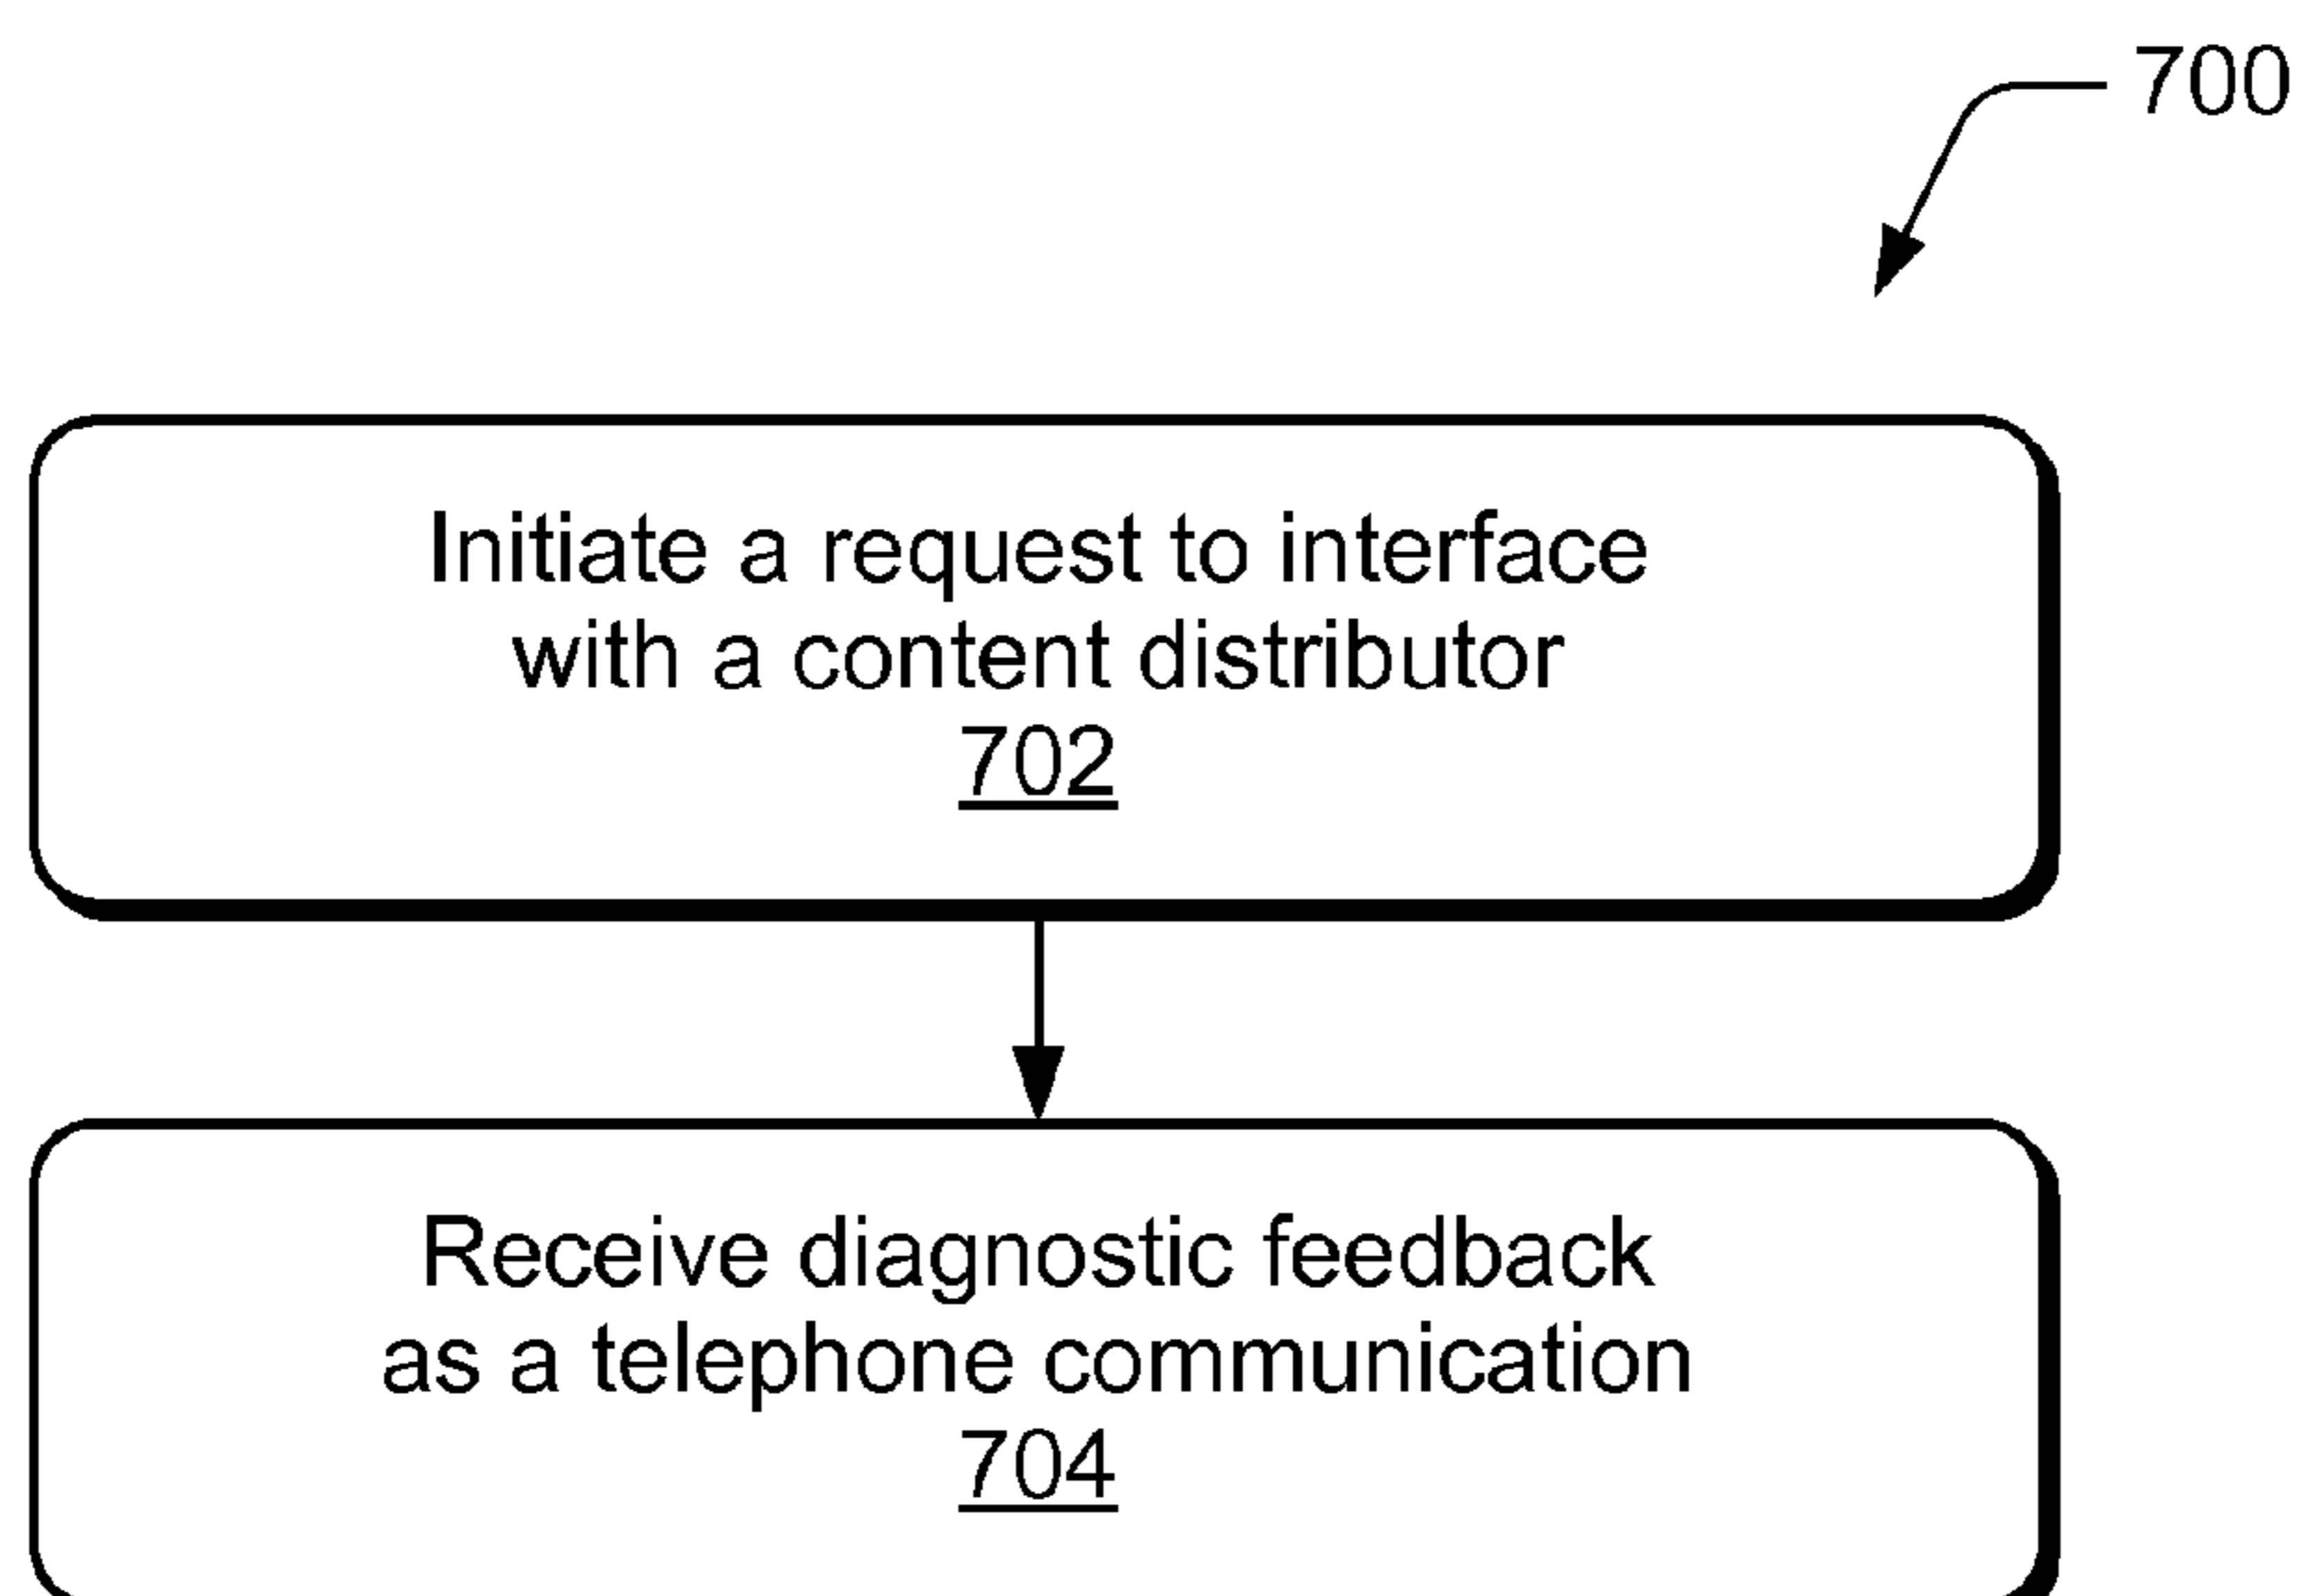 700
Initiate a request to interface
with a content distributor
702
Receive diagnostic feedback
as a telephone communication
704